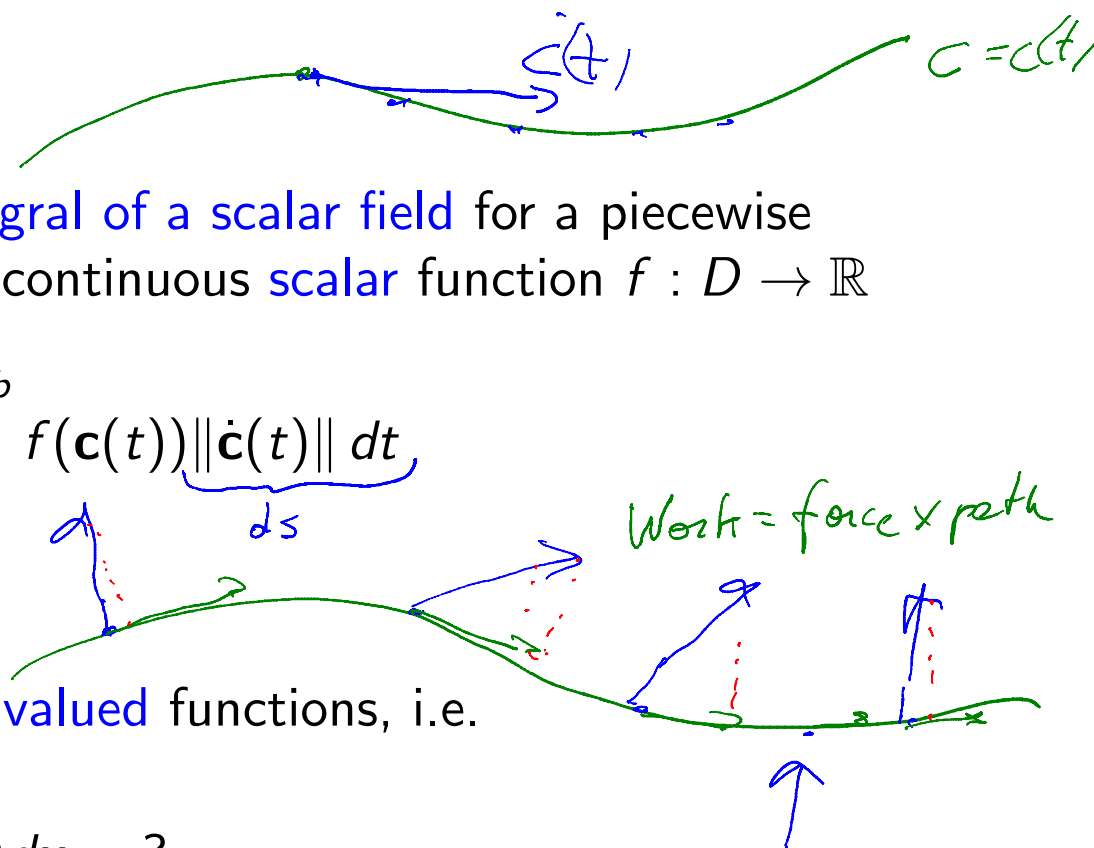 ċ(t)
C = c(t)
gral of a scalar field for a piecewise
continuous scalar function f : D → ℝ
b
f(c(t))‖ċ(t)‖ dt
ds
Work = force x path
valued functions, i.e.
?